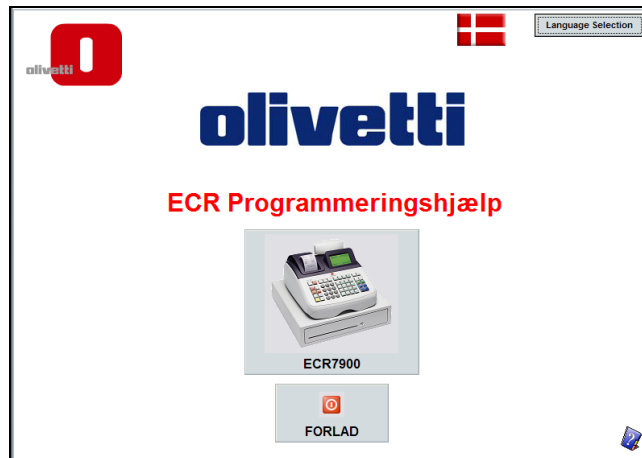 Language Selection
olivetti
olivetti
ECR Programmeringshjælp
ECR7900
FORLAD
?